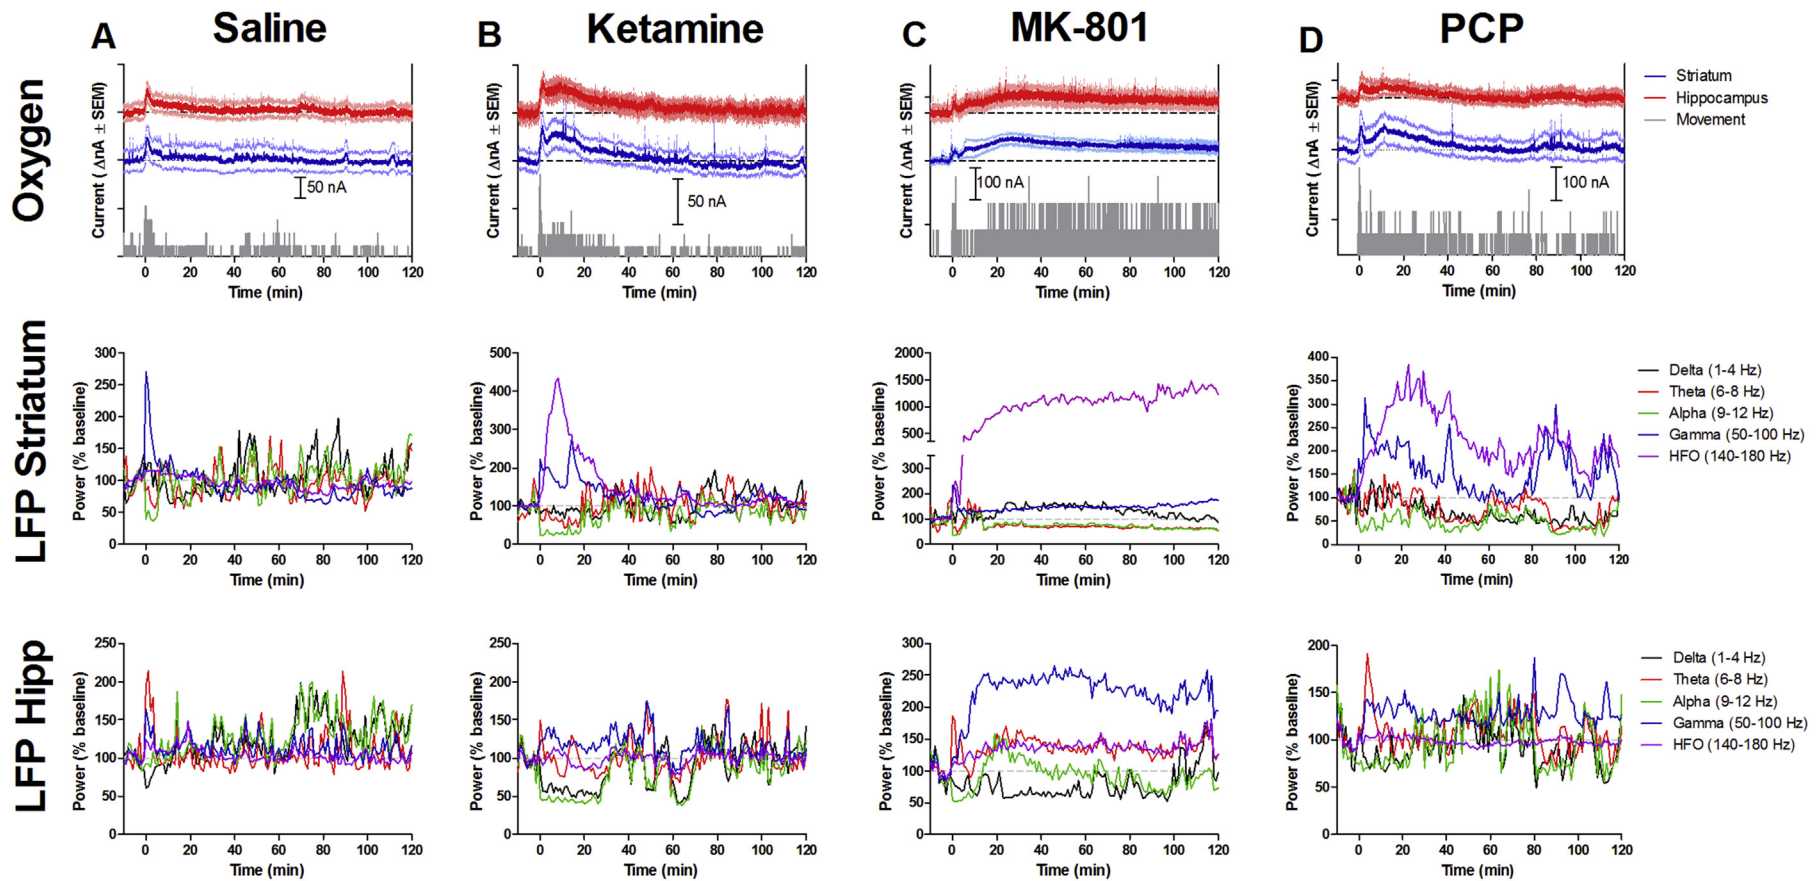 A Saline
B Ketamine
C MK-801
D PCP
Oxygen
Current ( ΔnA ± SEM)
50 nA
0 20 40 60 80 100 120
Time (min)
Current ( ΔnA ± SEM)
50 nA
0 20 40 60 80 100 120
Time (min)
Current ( ΔnA ± SEM)
100 nA
0 20 40 60 80 100 120
Time (min)
Current ( ΔnA ± SEM)
100 nA
0 20 40 60 80 100 120
Time (min)
Striatum
Hippocampus
Movement
LFP Striatum
Power (% baseline)
300
250
200
150
100
50
0
0 20 40 60 80 100 120
Time (min)
Power (% baseline)
500
400
300
200
100
0
0 20 40 60 80 100 120
Time (min)
Power (% baseline)
2000
1500
1000
500
300
200
100
0
0 20 40 60 80 100 120
Time (min)
Power (% baseline)
400
350
300
250
200
150
100
50
0
0 20 40 60 80 100 120
Time (min)
Delta (1-4 Hz)
Theta (6-8 Hz)
Alpha (9-12 Hz)
Gamma (50-100 Hz)
HFO (140-180 Hz)
LFP Hipp
Power (% baseline)
250
200
150
100
50
0
0 20 40 60 80 100 120
Time (min)
Power (% baseline)
250
200
150
100
50
0
0 20 40 60 80 100 120
Time (min)
Power (% baseline)
300
250
200
150
100
50
0
0 20 40 60 80 100 120
Time (min)
Power (% baseline)
200
150
100
50
0
0 20 40 60 80 100 120
Time (min)
Delta (1-4 Hz)
Theta (6-8 Hz)
Alpha (9-12 Hz)
Gamma (50-100 Hz)
HFO (140-180 Hz)